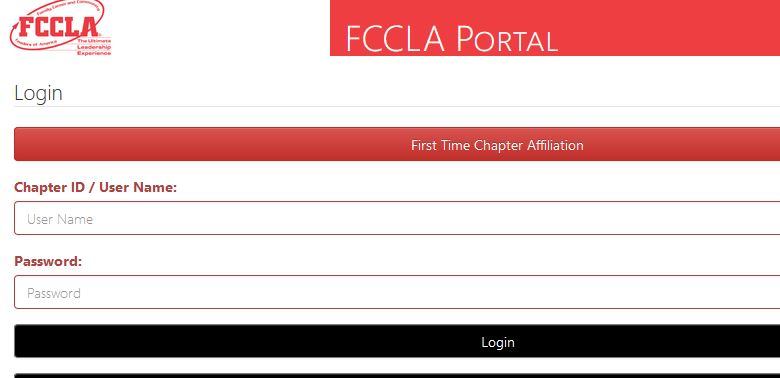 Family, Career and Community
FCCLA
Leaders of America
The Ultimate
Leadership
Experience
FCCLA PORTAL
Login
First Time Chapter Affiliation
Chapter ID / User Name:
User Name
Password:
Password
Login